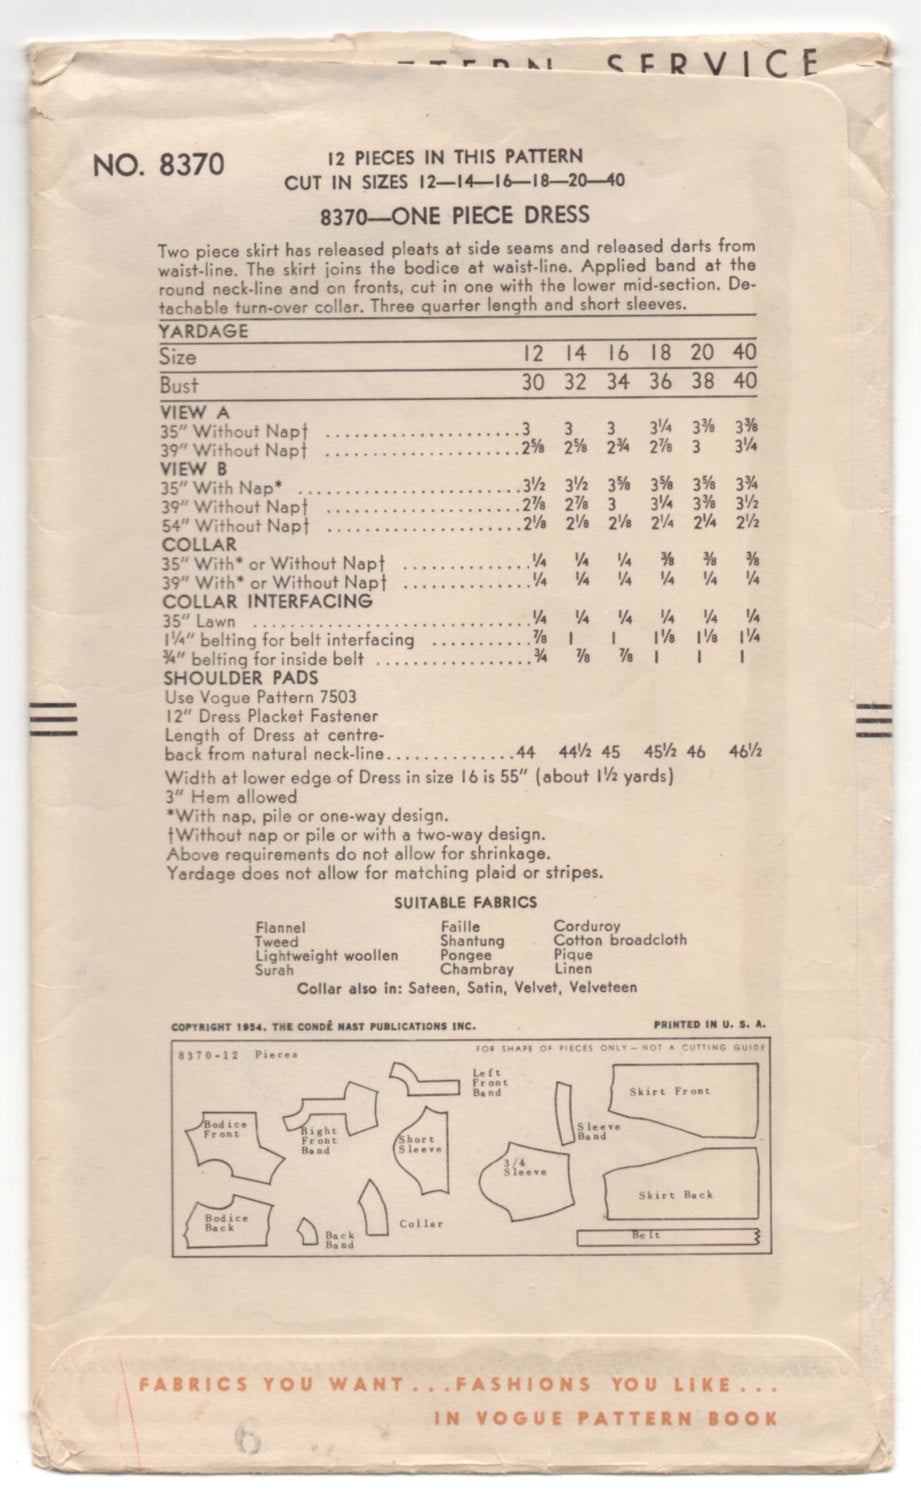 SERVICE
NO. 8370
12 PIECES IN THIS PATTERN
CUT IN SIZES 12—14—16—18—20—40
8370—ONE PIECE DRESS
Two piece skirt has released pleats at side seams and released darts from
waist-line. The skirt joins the bodice at waist-line. Applied band at the
round neck-line and on fronts, cut in one with the lower mid-section. De-
tachable turn-over collar. Three quarter length and short sleeves.
YARDAGE
Size 12 14 16 18 20 40
Bust 30 32 34 36 38 40
VIEW A
35" Without Nap† ......................3 3 3 3¼ 3⅜ 3⅜
39" Without Nap† ......................2⅝ 2⅝ 2¾ 2⅞ 3 3¼
VIEW B
35" With Nap* .........................3½ 3½ 3⅝ 3⅝ 3⅝ 3¾
39" Without Nap† ......................2⅞ 2⅞ 3 3¼ 3⅜ 3½
54" Without Nap† ......................2⅛ 2⅛ 2⅛ 2¼ 2¼ 2½
COLLAR
35" With* or Without Nap† ..............¼ ¼ ¼ ⅜ ⅜ ⅜
39" With* or Without Nap† ..............¼ ¼ ¼ ¼ ¼ ¼
COLLAR INTERFACING
35" Lawn ...............................¼ ¼ ¼ ¼ ¼ ¼
1¼" belting for belt interfacing ...........⅞ 1 1 1⅛ 1⅛ 1¼
¾" belting for inside belt .................¾ ⅞ ⅞ 1 1 1
SHOULDER PADS
Use Vogue Pattern 7503
12" Dress Placket Fastener
Length of Dress at centre-
back from natural neck-line..............44 44½ 45 45½ 46 46½
Width at lower edge of Dress in size 16 is 55" (about 1½ yards)
3" Hem allowed
*With nap, pile or one-way design.
†Without nap or pile or with a two-way design.
Above requirements do not allow for shrinkage.
Yardage does not allow for matching plaid or stripes.
SUITABLE FABRICS
Flannel Faille Corduroy
Tweed Shantung Cotton broadcloth
Lightweight woollen Pongee Pique
Surah Chambray Linen
Collar also in: Sateen, Satin, Velvet, Velveteen
COPYRIGHT 1954. THE CONDÉ NAST PUBLICATIONS INC. PRINTED IN U. S. A.
8370-12 Pieces FOR SHAPE OF PIECES ONLY—NOT A CUTTING GUIDE
Left
Front
Band
Skirt Front
Bodice
Front
Right
Front
Band
Short
Sleeve
Sleeve
Band
3/4
Sleeve
Skirt Back
Bodice
Back
Back
Band
Collar
Belt
FABRICS YOU WANT...FASHIONS YOU LIKE...
IN VOGUE PATTERN BOOK
6